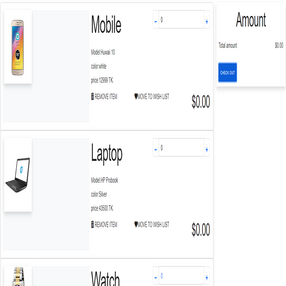 Mobile
- 0 +
Model:Huwair 10
color:white
price:12999 TK.
REMOVE ITEM MOVE TO WISH LIST
$0.00
Amount
Total amount $0.00
CHECK OUT
Laptop
- 0 +
Model:HP Probook
color:Silver
price:43500 TK.
REMOVE ITEM MOVE TO WISH LIST
$0.00
Watch
- 0 +